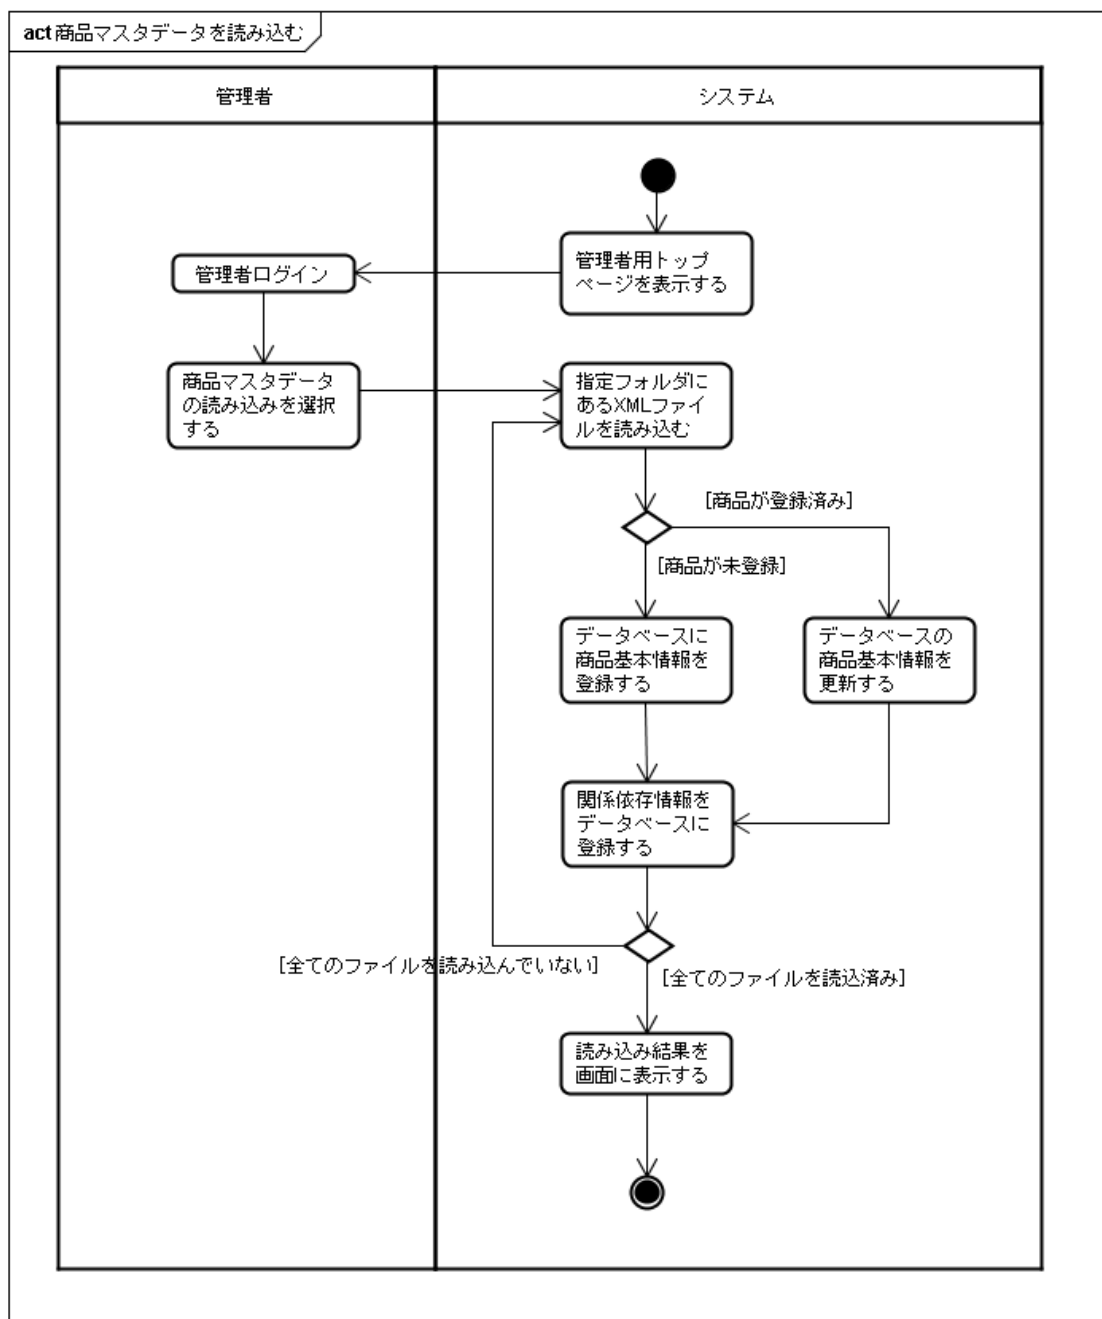 act 商品マスタデータを読み込む
管理者
システム
管理者用トップ
ページを表示する
管理者ログイン
商品マスタデータ
の読み込みを選択
する
指定フォルダに
あるXMLファイ
ルを読み込む
[商品が登録済み]
[商品が未登録]
データベースに
商品基本情報を
登録する
データベースの
商品基本情報を
更新する
関係依存情報を
データベースに
登録する
[全てのファイルを読み込んでいない]
[全てのファイルを読込済み]
読み込み結果を
画面に表示する